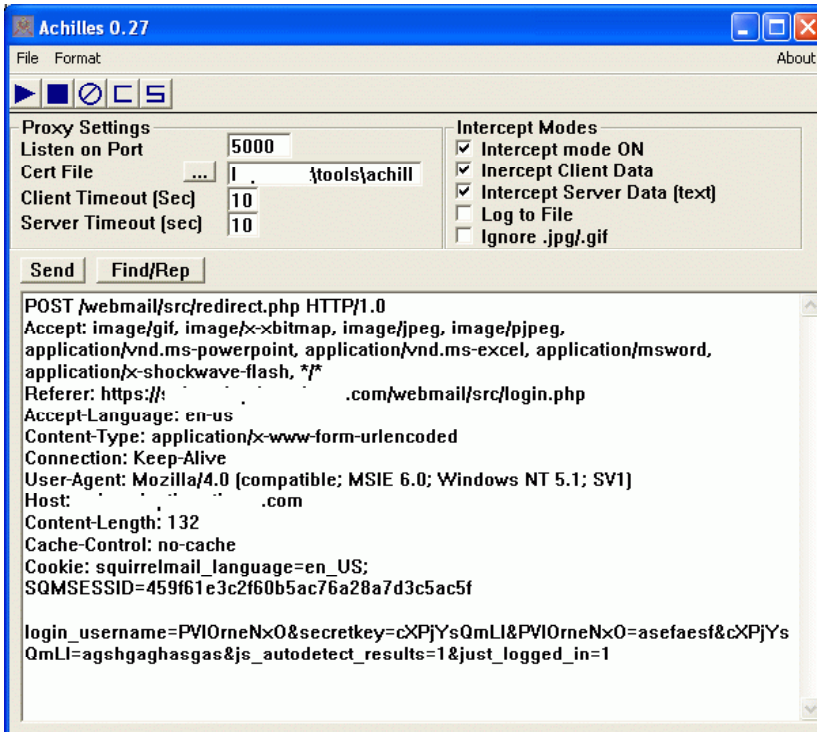 Achilles 0.27
File Format About
Proxy Settings
Listen on Port 5000
Cert File ... \tools\achill
Client Timeout (Sec) 10
Server Timeout (sec) 10
Intercept Modes
Intercept mode ON
Inercept Client Data
Intercept Server Data (text)
Log to File
Ignore .jpg/.gif
Send Find/Rep
POST /webmail/src/redirect.php HTTP/1.0
Accept: image/gif, image/x-xbitmap, image/jpeg, image/pjpeg,
application/vnd.ms-powerpoint, application/vnd.ms-excel, application/msword,
application/x-shockwave-flash, */*
Referer: https:// .com/webmail/src/login.php
Accept-Language: en-us
Content-Type: application/x-www-form-urlencoded
Connection: Keep-Alive
User-Agent: Mozilla/4.0 (compatible; MSIE 6.0; Windows NT 5.1; SV1)
Host: .com
Content-Length: 132
Cache-Control: no-cache
Cookie: squirrelmail_language=en_US;
SQMSESSID=459f61e3c2f60b5ac76a28a7d3c5ac5f
login_username=PVIOrneNxO&secretkey=cXPjYsQmLI&PVIOrneNxO=asefaesf&cXPjYs
QmLI=agshgaghasgas&js_autodetect_results=1&just_logged_in=1